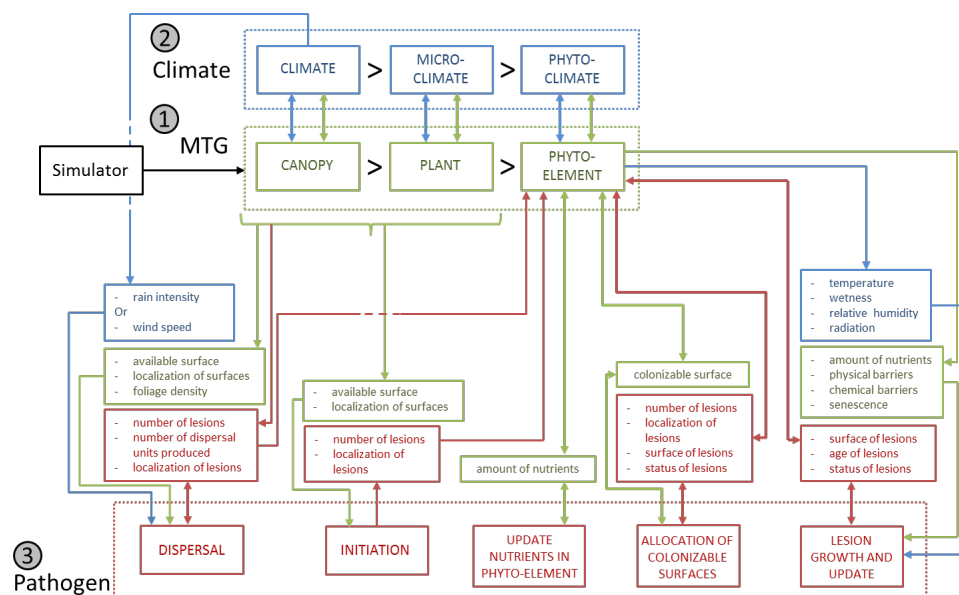 2
Climate
CLIMATE
>
MICRO-
CLIMATE
>
PHYTO-
CLIMATE
1
MTG
Simulator
CANOPY
>
PLANT
>
PHYTO-
ELEMENT
- rain intensity
Or
- wind speed
- available surface
- localization of surfaces
- foliage density
- number of lesions
- number of dispersal
units produced
- localization of lesions
- available surface
- localization of surfaces
- number of lesions
- localization of
lesions
amount of nutrients
colonizable surface
- number of lesions
- localization of
lesions
- surface of lesions
- status of lesions
- temperature
- wetness
- relative humidity
- radiation
- amount of nutrients
- physical barriers
- chemical barriers
- senescence
- surface of lesions
- age of lesions
- status of lesions
3
Pathogen
DISPERSAL
INITIATION
UPDATE
NUTRIENTS IN
PHYTO-ELEMENT
ALLOCATION OF
COLONIZABLE
SURFACES
LESION
GROWTH AND
UPDATE